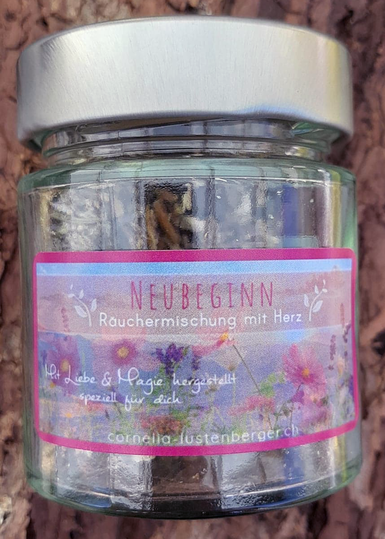 NEUBEGINN
Räuchermischung mit Herz
Mit Liebe & Magie hergestellt
speziell für dich
cornelia-lustenberger.ch